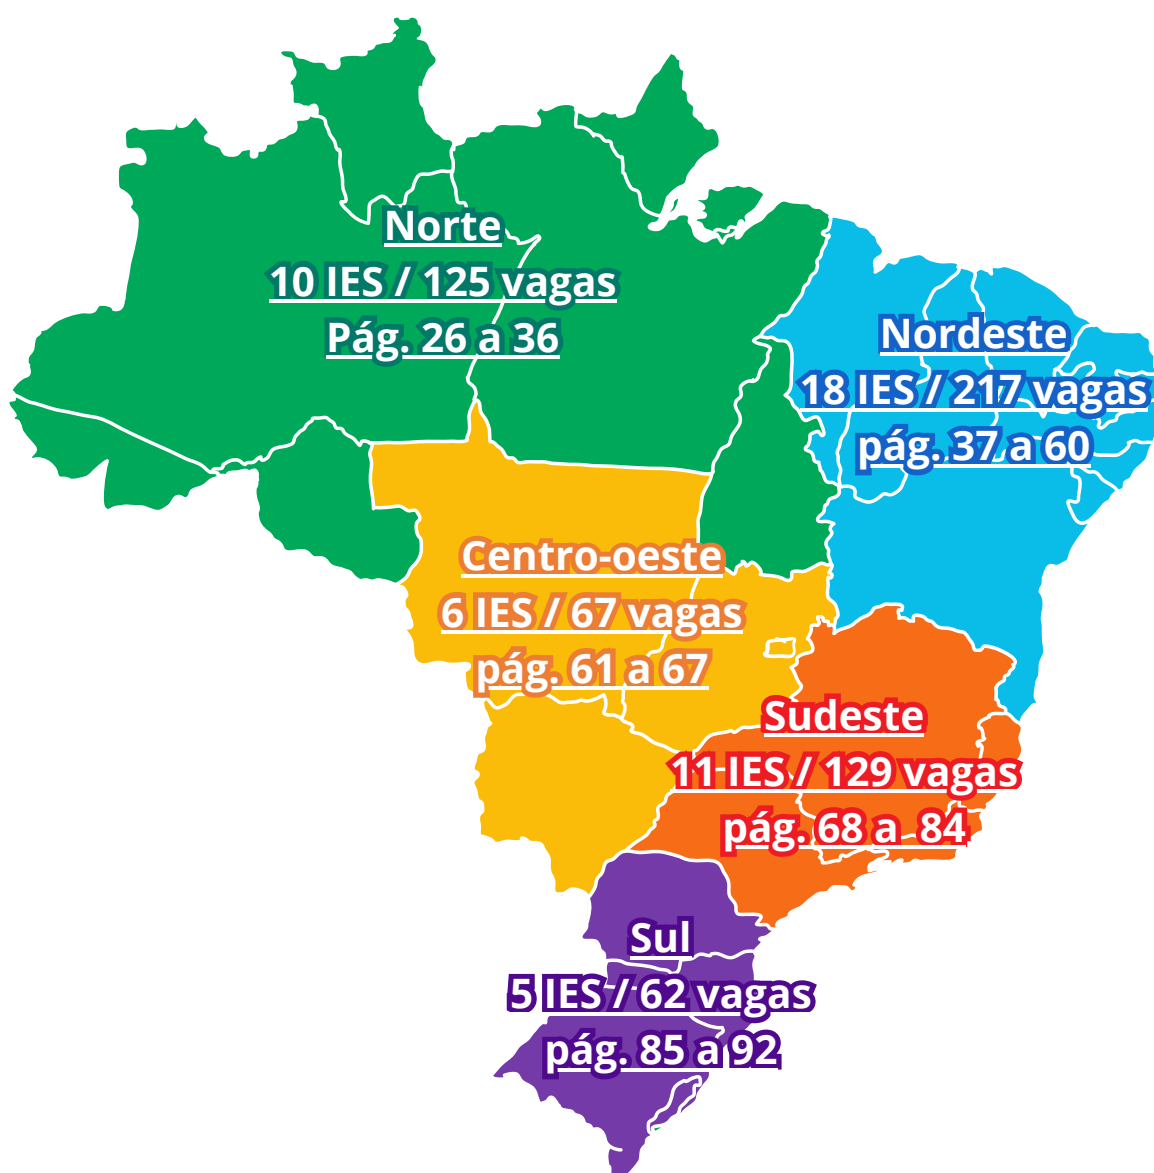 Norte
10 IES / 125 vagas
Pág. 26 a 36
Nordeste
18 IES / 217 vagas
pág. 37 a 60
Centro-oeste
6 IES / 67 vagas
pág. 61 a 67
Sudeste
11 IES / 129 vagas
pág. 68 a 84
Sul
5 IES / 62 vagas
pág. 85 a 92